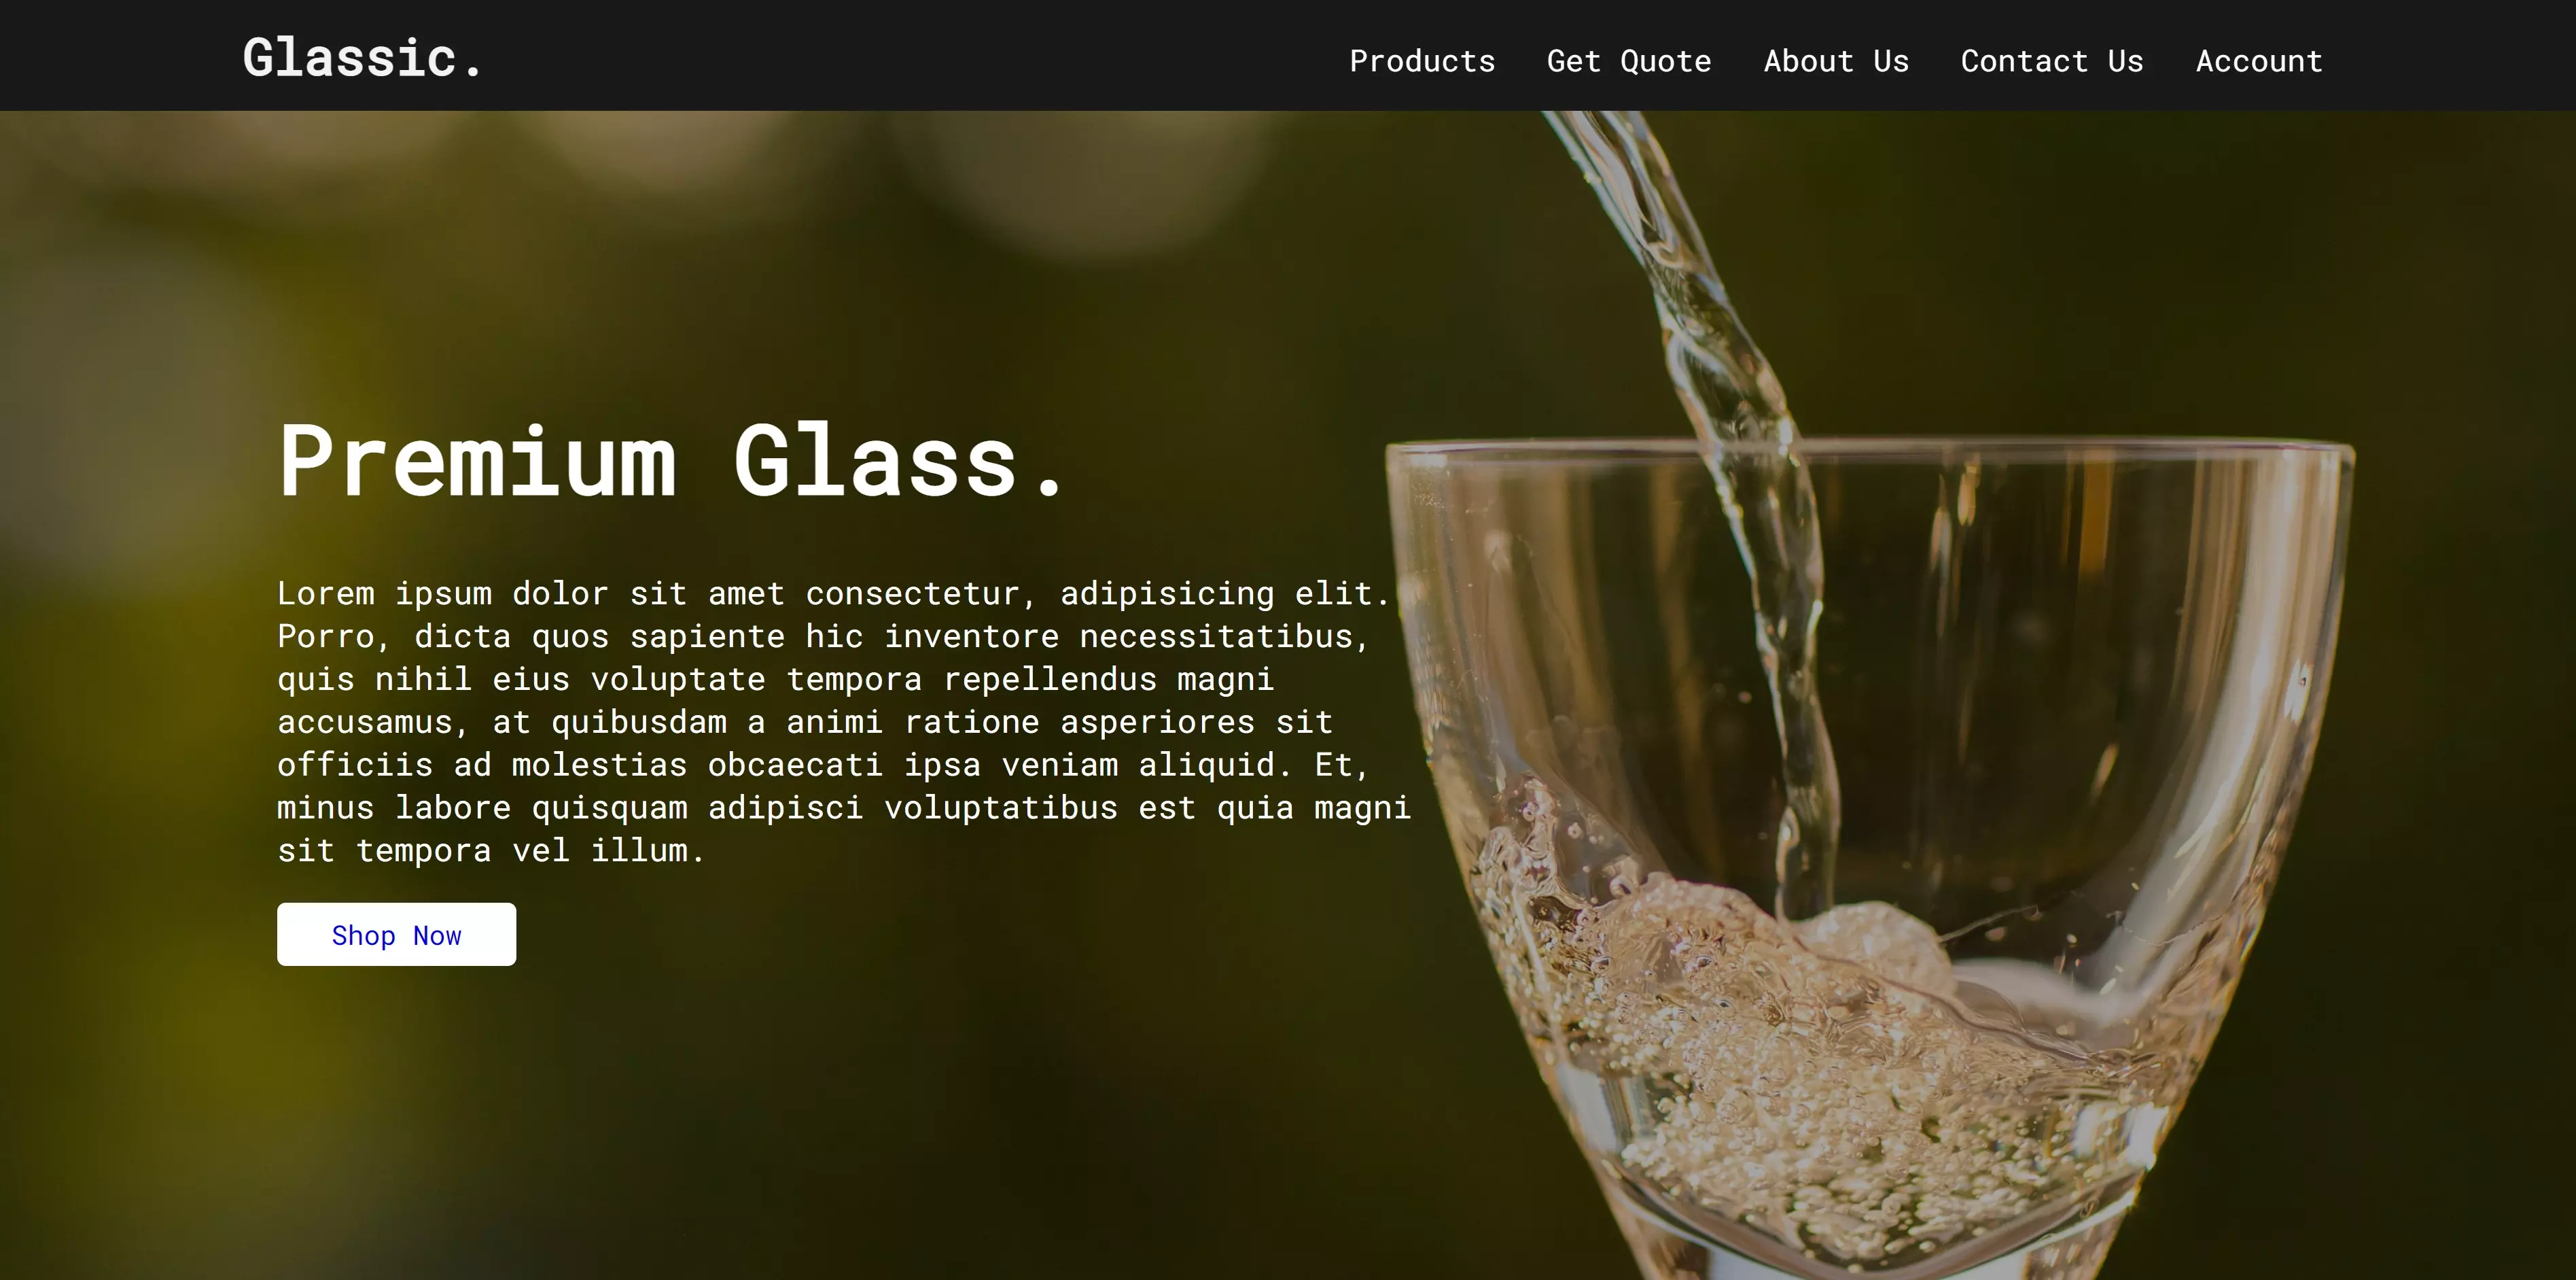 Glassic.
Products Get Quote About Us Contact Us Account
Premium Glass.
Lorem ipsum dolor sit amet consectetur, adipisicing elit.
Porro, dicta quos sapiente hic inventore necessitatibus,
quis nihil eius voluptate tempora repellendus magni
accusamus, at quibusdam a animi ratione asperiores sit
officiis ad molestias obcaecati ipsa veniam aliquid. Et,
minus labore quisquam adipisci voluptatibus est quia magni
sit tempora vel illum.
Shop Now